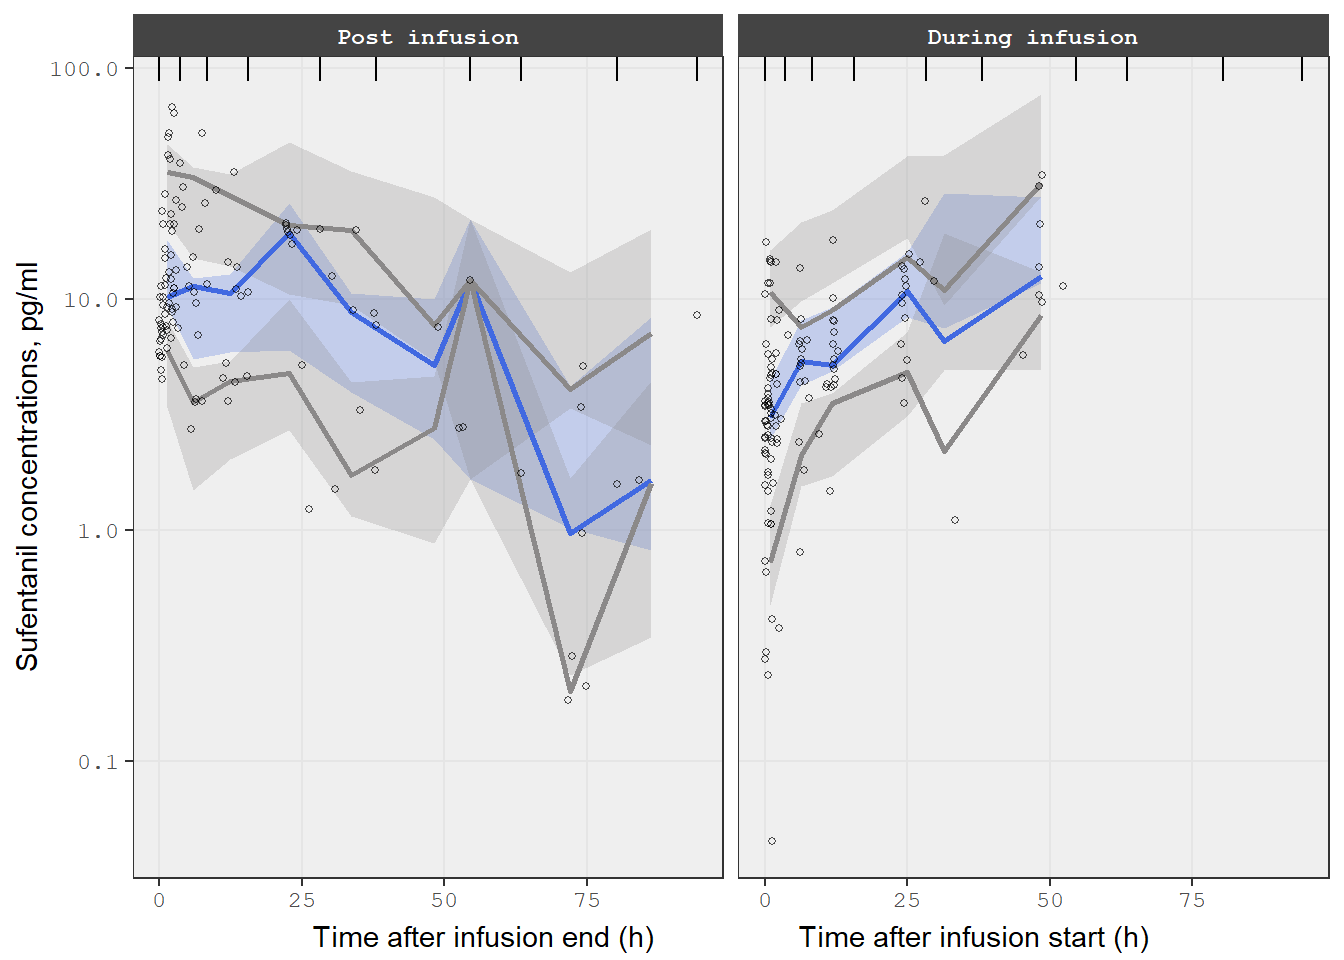 Post infusion
During infusion
100.0
10.0
1.0
0.1
Sufentanil concentrations, pg/ml
0 25 50 75
0 25 50 75
Time after infusion end (h)
Time after infusion start (h)